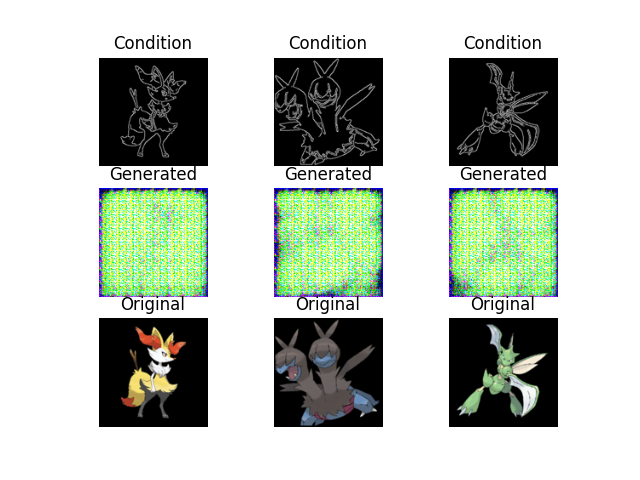 Condition Condition Condition
Generated Generated Generated
Original Original Original